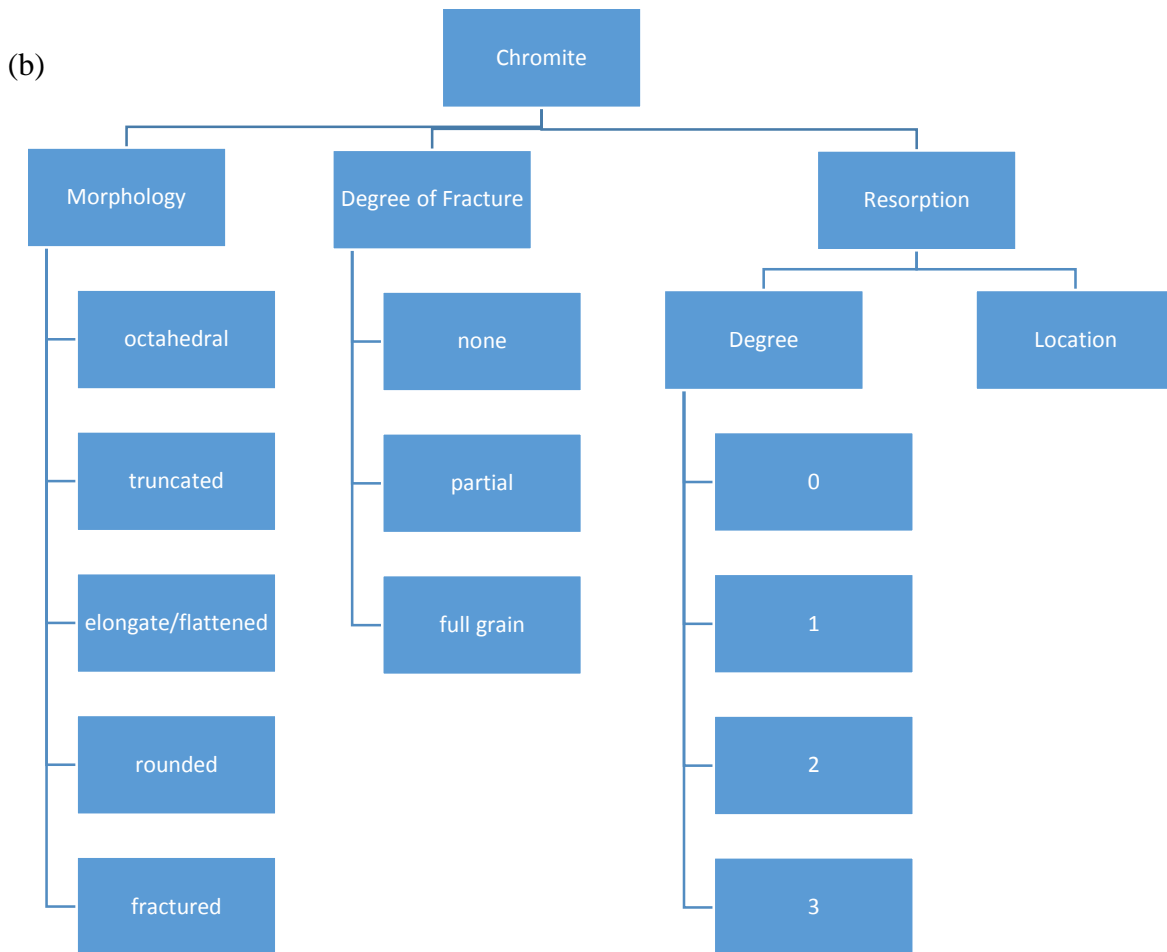 (b)
Chromite
Morphology
Degree of Fracture
Resorption
octahedral
none
Degree
Location
truncated
partial
0
elongate/flattened
full grain
1
rounded
2
fractured
3